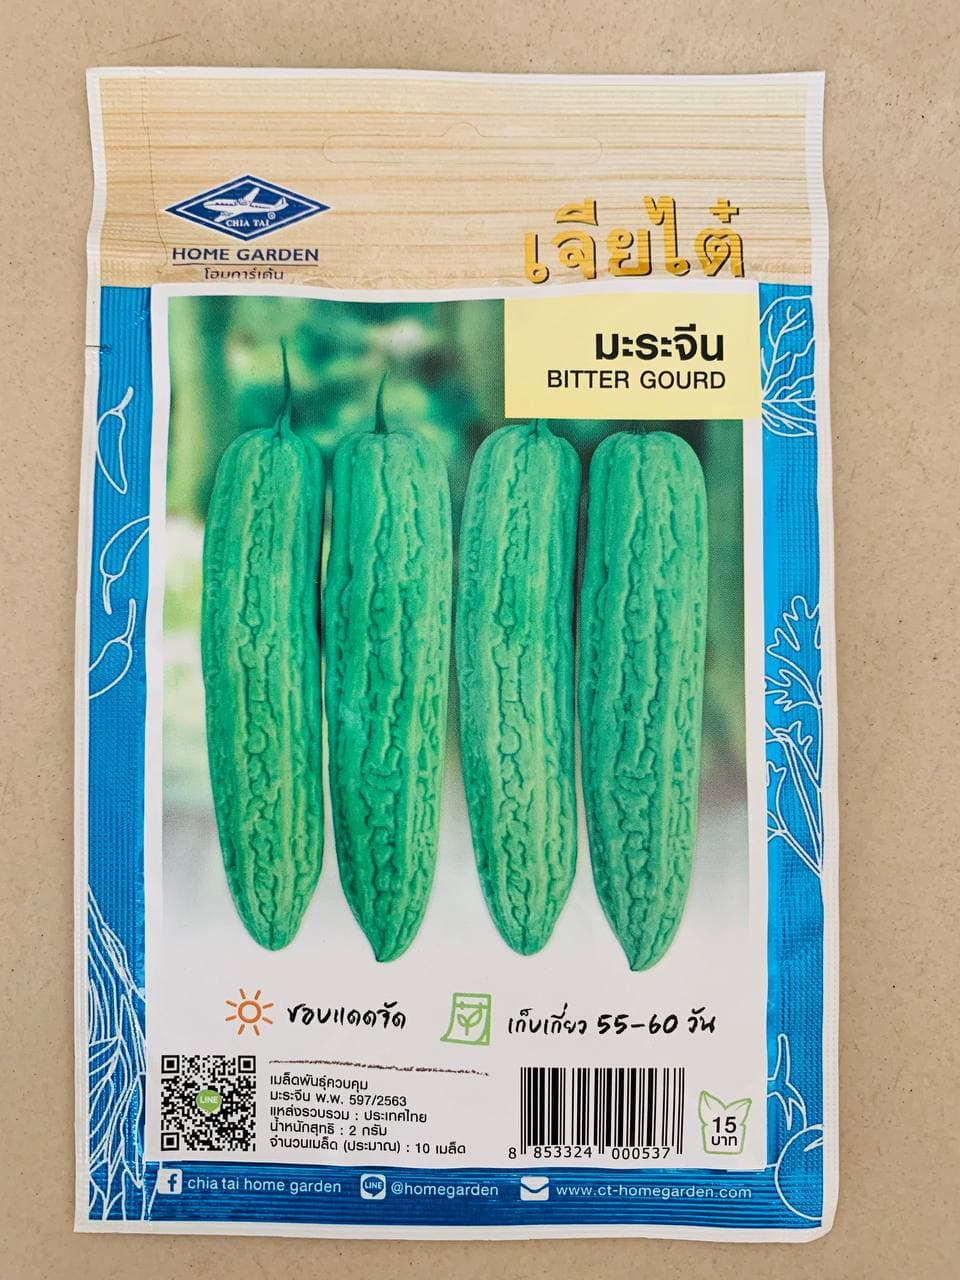 CHIA TAI ®
HOME GARDEN
โฮมการ์เด้น
เจียไต๋
มะระจีน
BITTER GOURD
ชอบแดดจัด
เก็บเกี่ยว 55-60 วัน
เมล็ดพันธุ์ควบคุม
มะระจีน พ.พ. 597/2563
แหล่งรวบรวม : ประเทศไทย
น้ำหนักสุทธิ : 2 กรัม
จำนวนเมล็ด (ประมาณ) : 10 เมล็ด
LINE
8 853324 000537
15
บาท
chia tai home garden
LINE
@homegarden
www.ct-homegarden.com